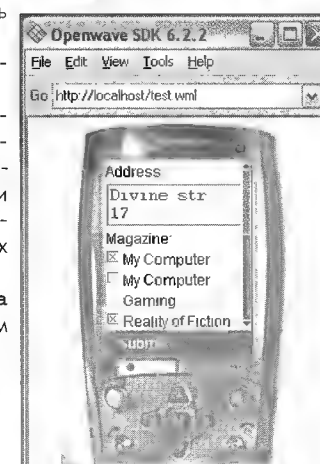 Openwave SDK 6.2.2
File Edit View Tools Help
Go http://localhost/test wml
Address
Divine str
17
Magazine:
My Computer
My Computer
Gaming
Reality of Fiction